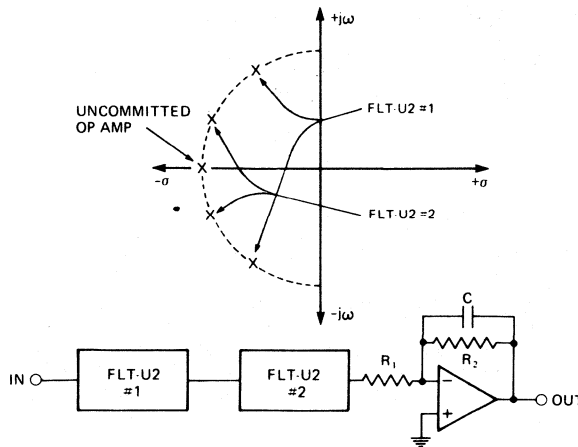 +jω
UNCOMMITTED
OP AMP
FLT-U2 #1
-σ
+σ
FLT-U2 =2
-jω
IN
FLT-U2
#1
FLT-U2
#2
R1
C
R2
−
+
OUT